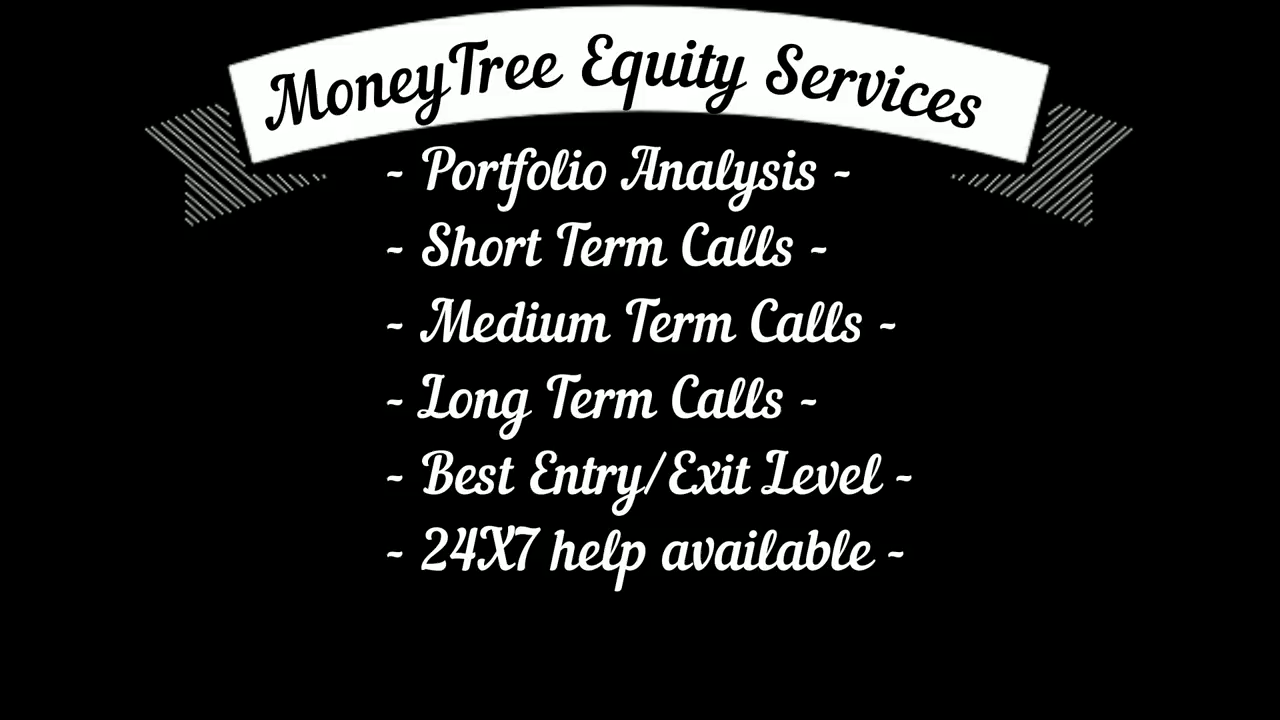 MoneyTree Equity Services
- Portfolio Analysis -
- Short Term Calls -
- Medium Term Calls -
- Long Term Calls -
- Best Entry/Exit Level -
- 24X7 help available -